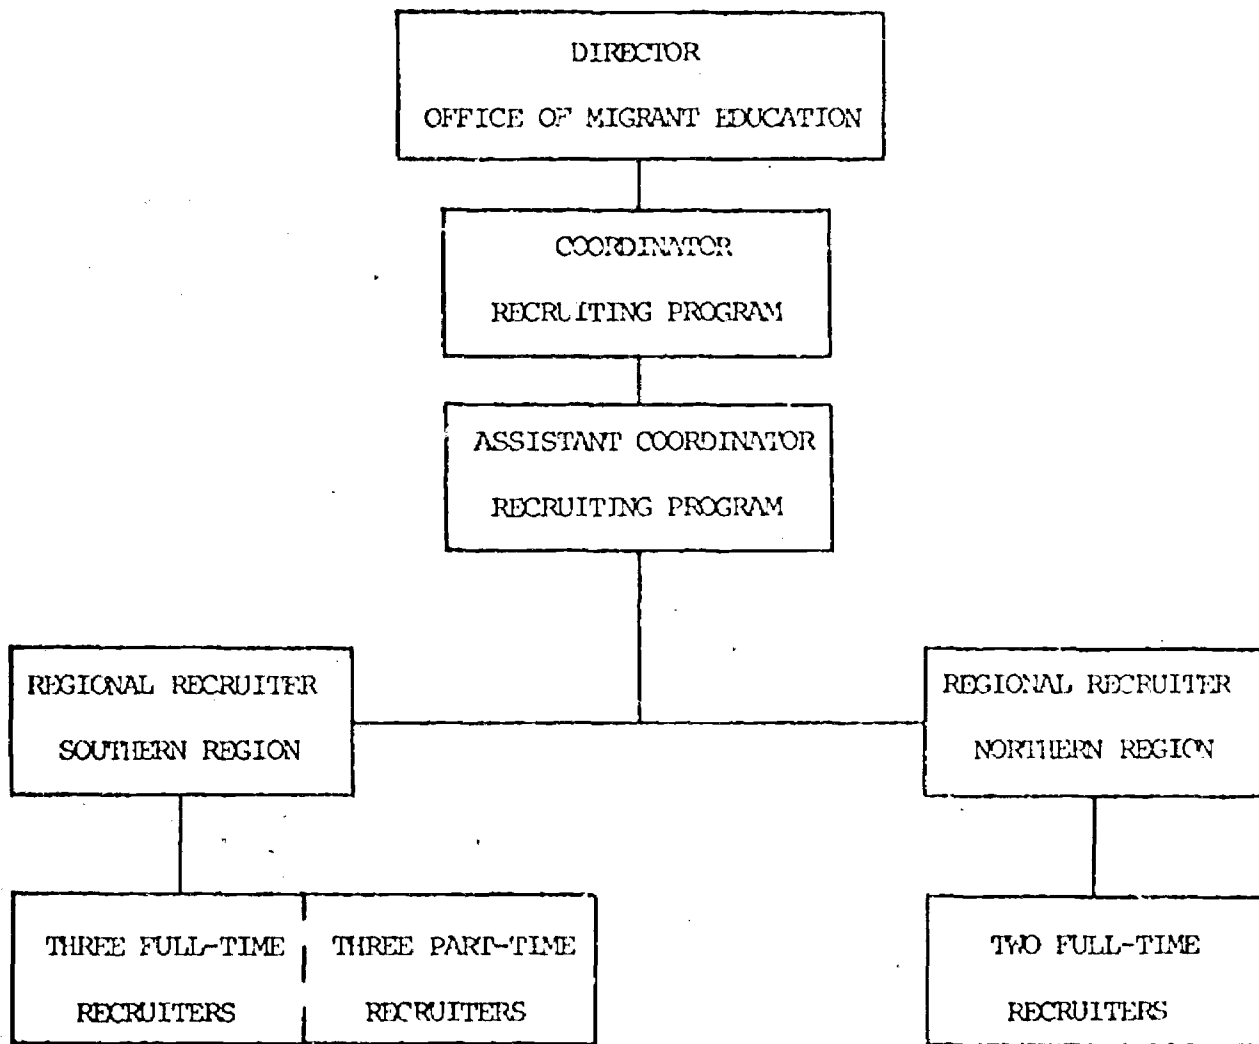 DIRECTOR
OFFICE OF MIGRANT EDUCATION
COORDINATOR
RECRUITING PROGRAM
ASSISTANT COORDINATOR
RECRUITING PROGRAM
REGIONAL RECRUITER
SOUTHERN REGION
REGIONAL RECRUITER
NORTHERN REGION
THREE FULL-TIME
RECRUITERS
THREE PART-TIME
RECRUITERS
TWO FULL-TIME
RECRUITERS